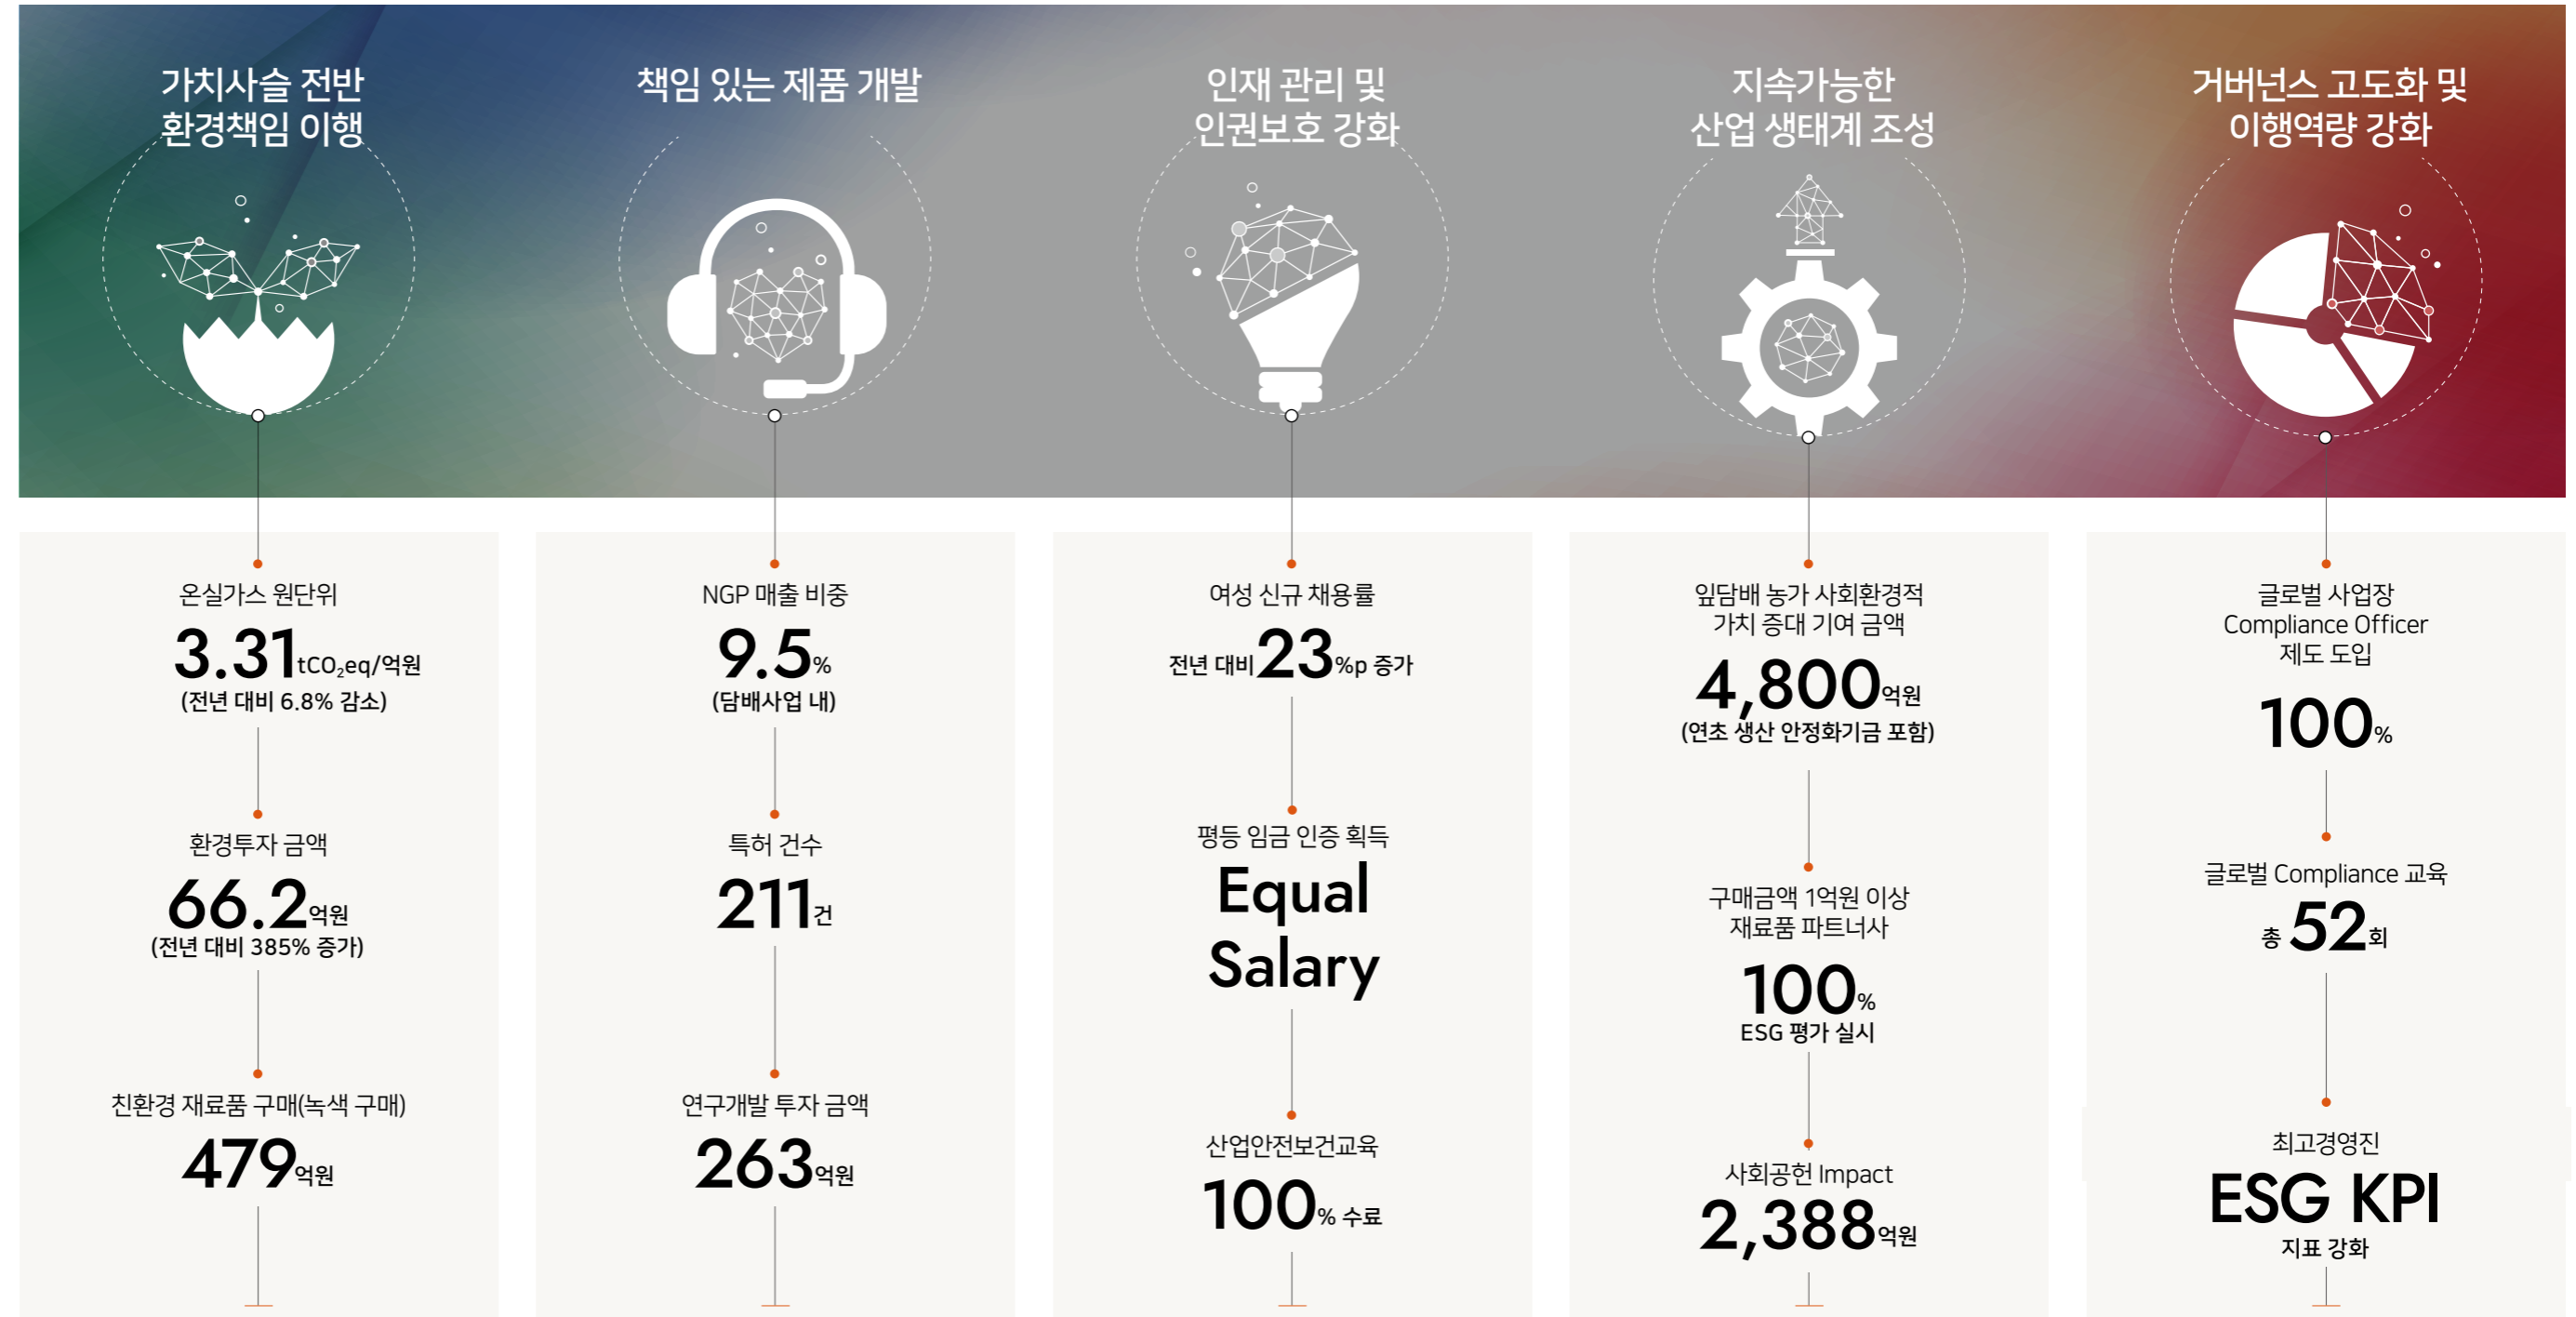 가치사슬 전반
환경책임 이행
책임 있는 제품 개발
인재 관리 및
인권보호 강화
지속가능한
산업 생태계 조성
거버넌스 고도화 및
이행역량 강화
온실가스 원단위
3.31tCO₂eq/억원
(전년 대비 6.8% 감소)
환경투자 금액
66.2억원
(전년 대비 385% 증가)
친환경 재료품 구매(녹색 구매)
479억원
NGP 매출 비중
9.5%
(담배사업 내)
특허 건수
211건
연구개발 투자 금액
263억원
여성 신규 채용률
전년 대비 23%p 증가
평등 임금 인증 획득
Equal
Salary
산업안전보건교육
100% 수료
잎담배 농가 사회환경적
가치 증대 기여 금액
4,800억원
(연초 생산 안정화기금 포함)
구매금액 1억원 이상
재료품 파트너사
100%
ESG 평가 실시
사회공헌 Impact
2,388억원
글로벌 사업장
Compliance Officer
제도 도입
100%
글로벌 Compliance 교육
총 52회
최고경영진
ESG KPI
지표 강화